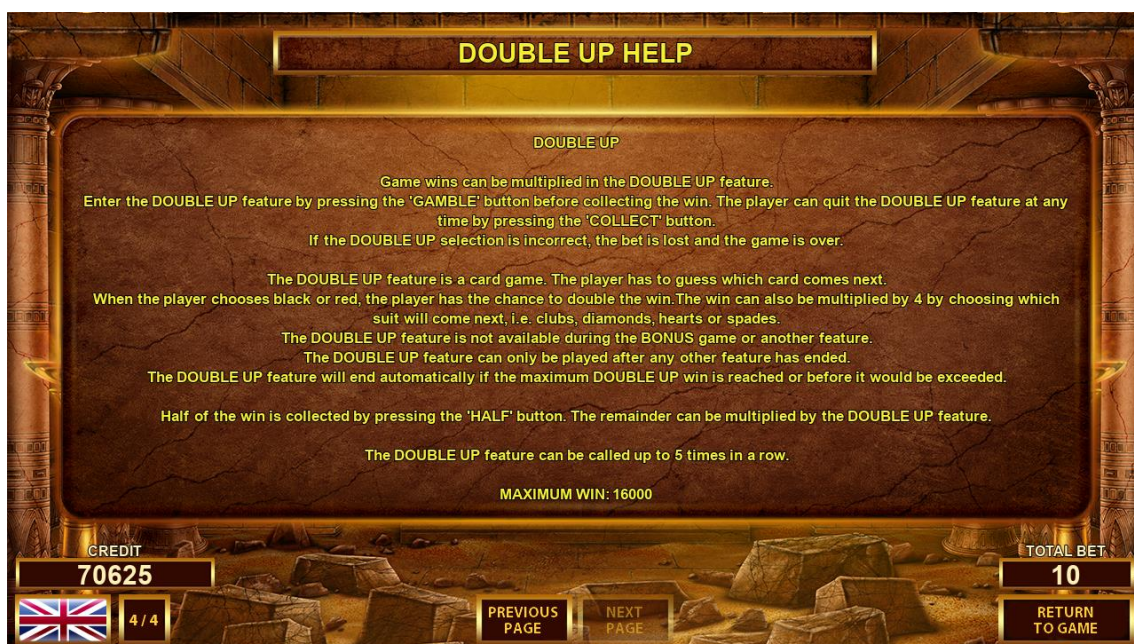 DOUBLE UP HELP
DOUBLE UP
Game wins can be multiplied in the DOUBLE UP feature.
Enter the DOUBLE UP feature by pressing the 'GAMBLE' button before collecting the win. The player can quit the DOUBLE UP feature at any
time by pressing the 'COLLECT' button.
If the DOUBLE UP selection is incorrect, the bet is lost and the game is over.
The DOUBLE UP feature is a card game. The player has to guess which card comes next.
When the player chooses black or red, the player has the chance to double the win.The win can also be multiplied by 4 by choosing which
suit will come next, i.e. clubs, diamonds, hearts or spades.
The DOUBLE UP feature is not available during the BONUS game or another feature.
The DOUBLE UP feature can only be played after any other feature has ended.
The DOUBLE UP feature will end automatically if the maximum DOUBLE UP win is reached or before it would be exceeded.
Half of the win is collected by pressing the 'HALF' button. The remainder can be multiplied by the DOUBLE UP feature.
The DOUBLE UP feature can be called up to 5 times in a row.
MAXIMUM WIN: 16000
CREDIT
70625
TOTAL BET
10
4 / 4
PREVIOUS
PAGE
NEXT
PAGE
RETURN
TO GAME